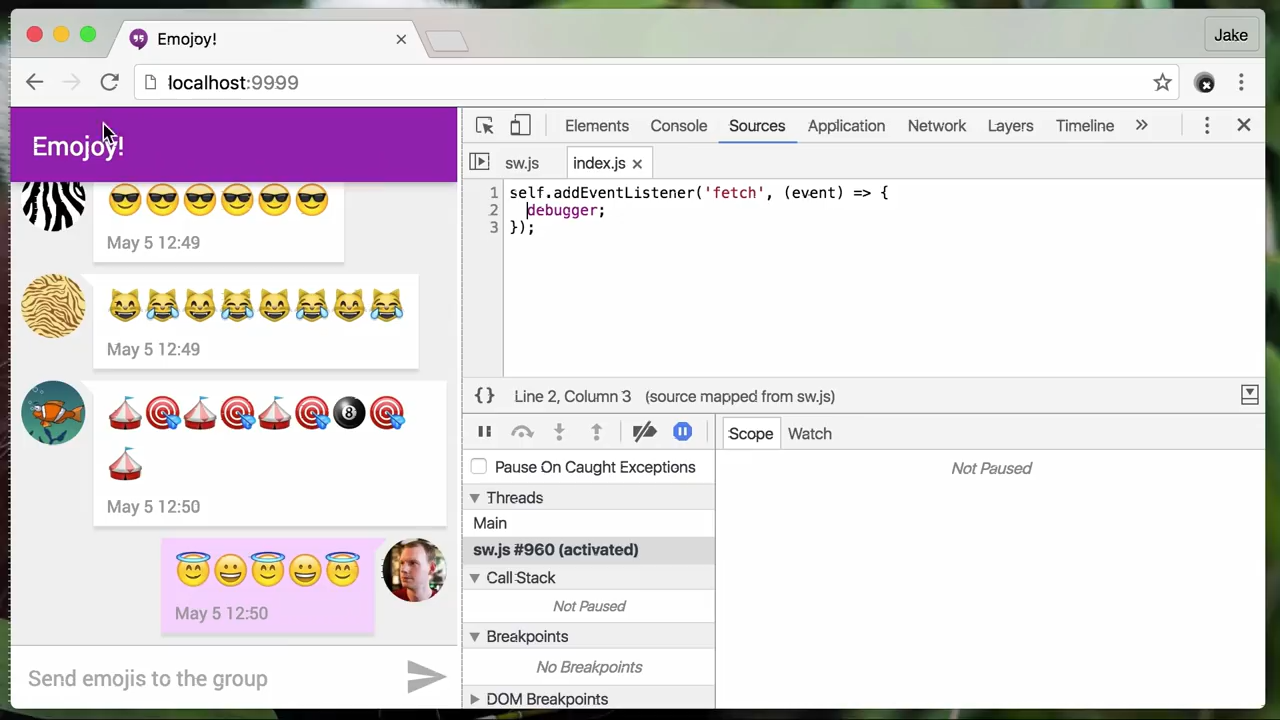 Emojoy!
Jake
localhost:9999
Emojoy!
May 5 12:49
May 5 12:49
8
May 5 12:50
May 5 12:50
Send emojis to the group
Elements Console Sources Application Network Layers Timeline »
sw.js index.js
1 self.addEventListener('fetch', (event) => {
2 debugger;
3 });
{} Line 2, Column 3 (source mapped from sw.js)
Scope Watch
Pause On Caught Exceptions
Not Paused
Threads
Main
sw.js #960 (activated)
Call Stack
Not Paused
Breakpoints
No Breakpoints
DOM Breakpoints